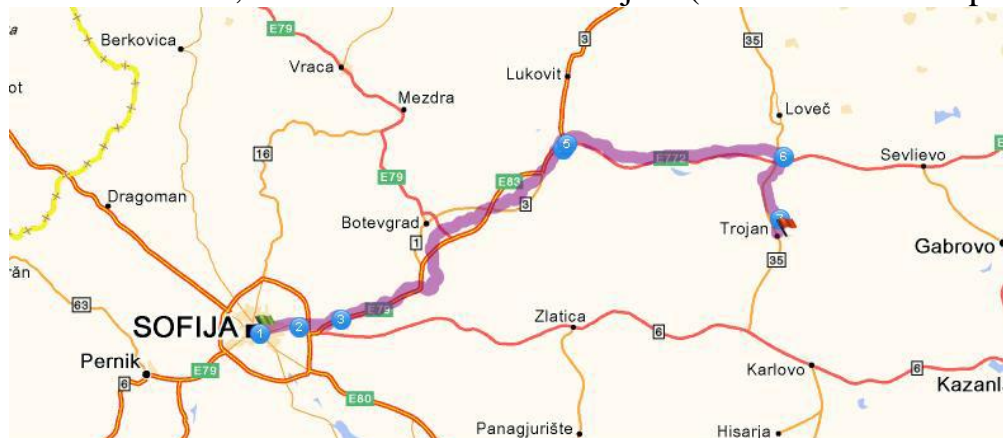 E79
3
35
Berkovica
Vraca
Lukovit
ot
Mezdra
Loveč
5
16
6
E772
Sevlievo
E79
E83
Dragoman
3
7
Botevgrad
Trojan
1
Gabrovo
35
răn
63
E79
SOFIJA
1
2
3
Zlatica
6
Pernik
E79
6
Karlovo
6
Kazanl
E80
Panagjurište
Hisarja